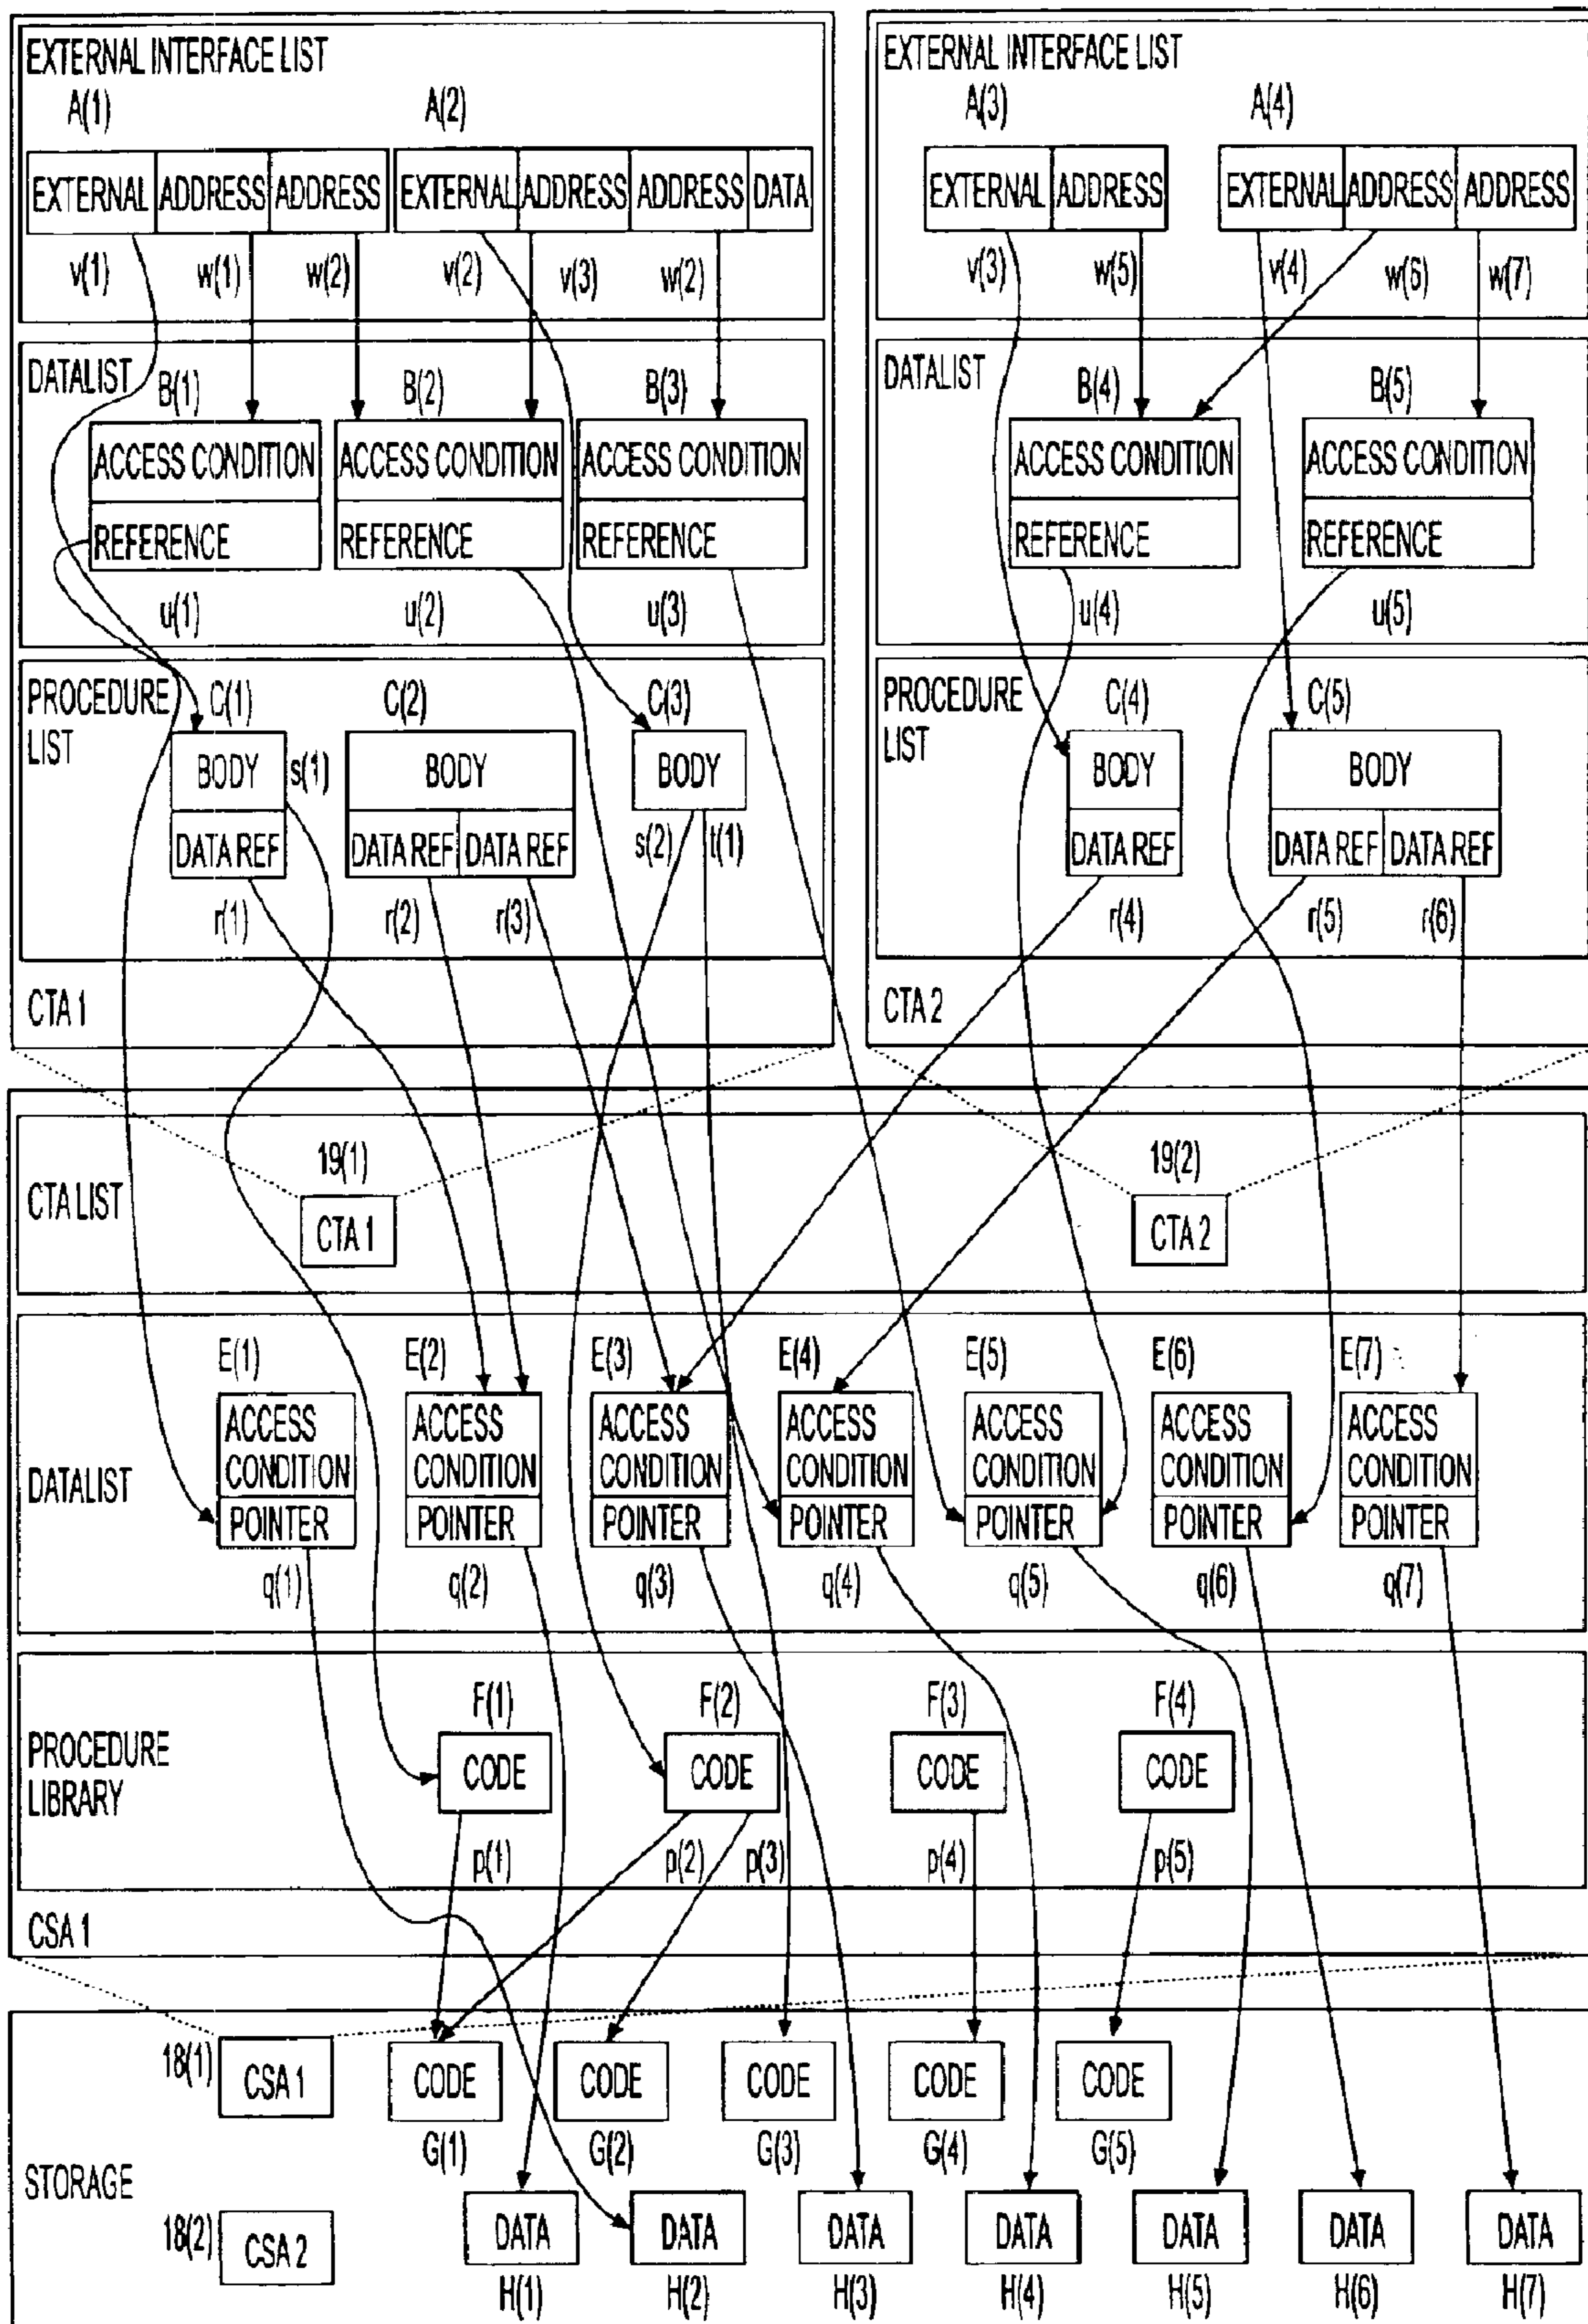 EXTERNAL INTERFACE LIST
A(1) A(2)
EXTERNAL ADDRESS ADDRESS EXTERNAL ADDRESS ADDRESS DATA
v(1) w(1) w(2) v(2) v(3) w(2)
DATALIST
B(1) B(2) B(3)
ACCESS CONDITION ACCESS CONDITION ACCESS CONDITION
REFERENCE REFERENCE REFERENCE
u(1) u(2) u(3)
PROCEDURE
LIST
C(1) C(2) C(3)
BODY s(1) BODY BODY
DATA REF DATA REF DATA REF s(2) t(1)
r(1) r(2) r(3)
CTA 1
EXTERNAL INTERFACE LIST
A(3) A(4)
EXTERNAL ADDRESS EXTERNAL ADDRESS ADDRESS
v(3) w(5) v(4) w(6) w(7)
DATALIST
B(4) B(5)
ACCESS CONDITION ACCESS CONDITION
REFERENCE REFERENCE
u(4) u(5)
PROCEDURE
LIST
C(4) C(5)
BODY BODY
DATA REF DATA REF DATA REF
r(4) r(5) r(6)
CTA 2
19(1) 19(2)
CTA LIST
CTA 1 CTA 2
E(1) E(2) E(3) E(4) E(5) E(6) E(7)
ACCESS ACCESS ACCESS ACCESS ACCESS ACCESS ACCESS
CONDITION CONDITION CONDITION CONDITION CONDITION CONDITION CONDITION
DATALIST
POINTER POINTER POINTER POINTER POINTER POINTER POINTER
q(1) q(2) q(3) q(4) q(5) q(6) q(7)
F(1) F(2) F(3) F(4)
PROCEDURE
LIBRARY
CODE CODE CODE CODE
p(1) p(2) p(3) p(4) p(5)
CSA 1
18(1) CSA 1 CODE CODE CODE CODE CODE
G(1) G(2) G(3) G(4) G(5)
STORAGE
18(2) CSA 2 DATA DATA DATA DATA DATA DATA DATA
H(1) H(2) H(3) H(4) H(5) H(6) H(7)